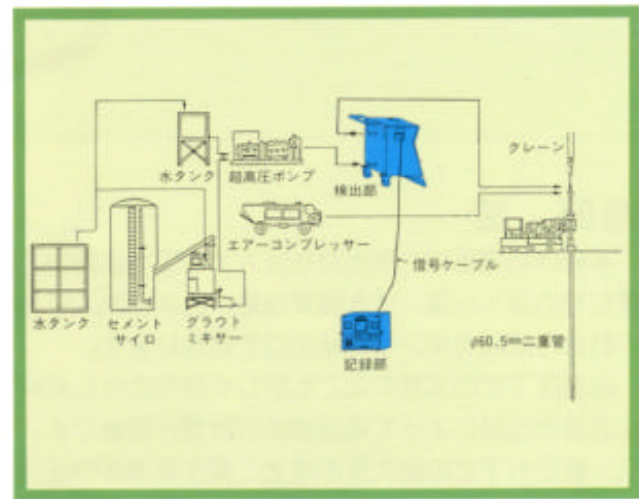 クレーン
水タンク
超高圧ポンプ
検出部
エアーコンプレッサー
信号ケーブル
水タンク
セメント
サイロ
グラウト
ミキサー
記録部
φ60.5mm二重管